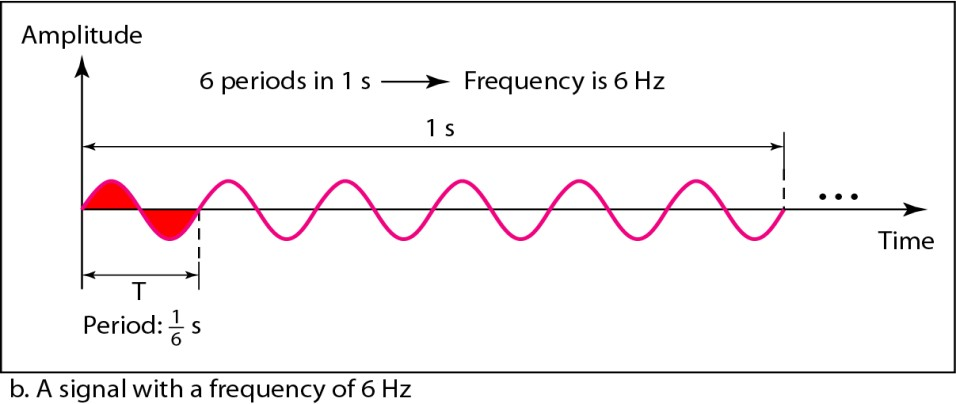 Amplitude
6 periods in 1 s → Frequency is 6 Hz
1 s
...
Time
T
Period: 1/6 s
b. A signal with a frequency of 6 Hz